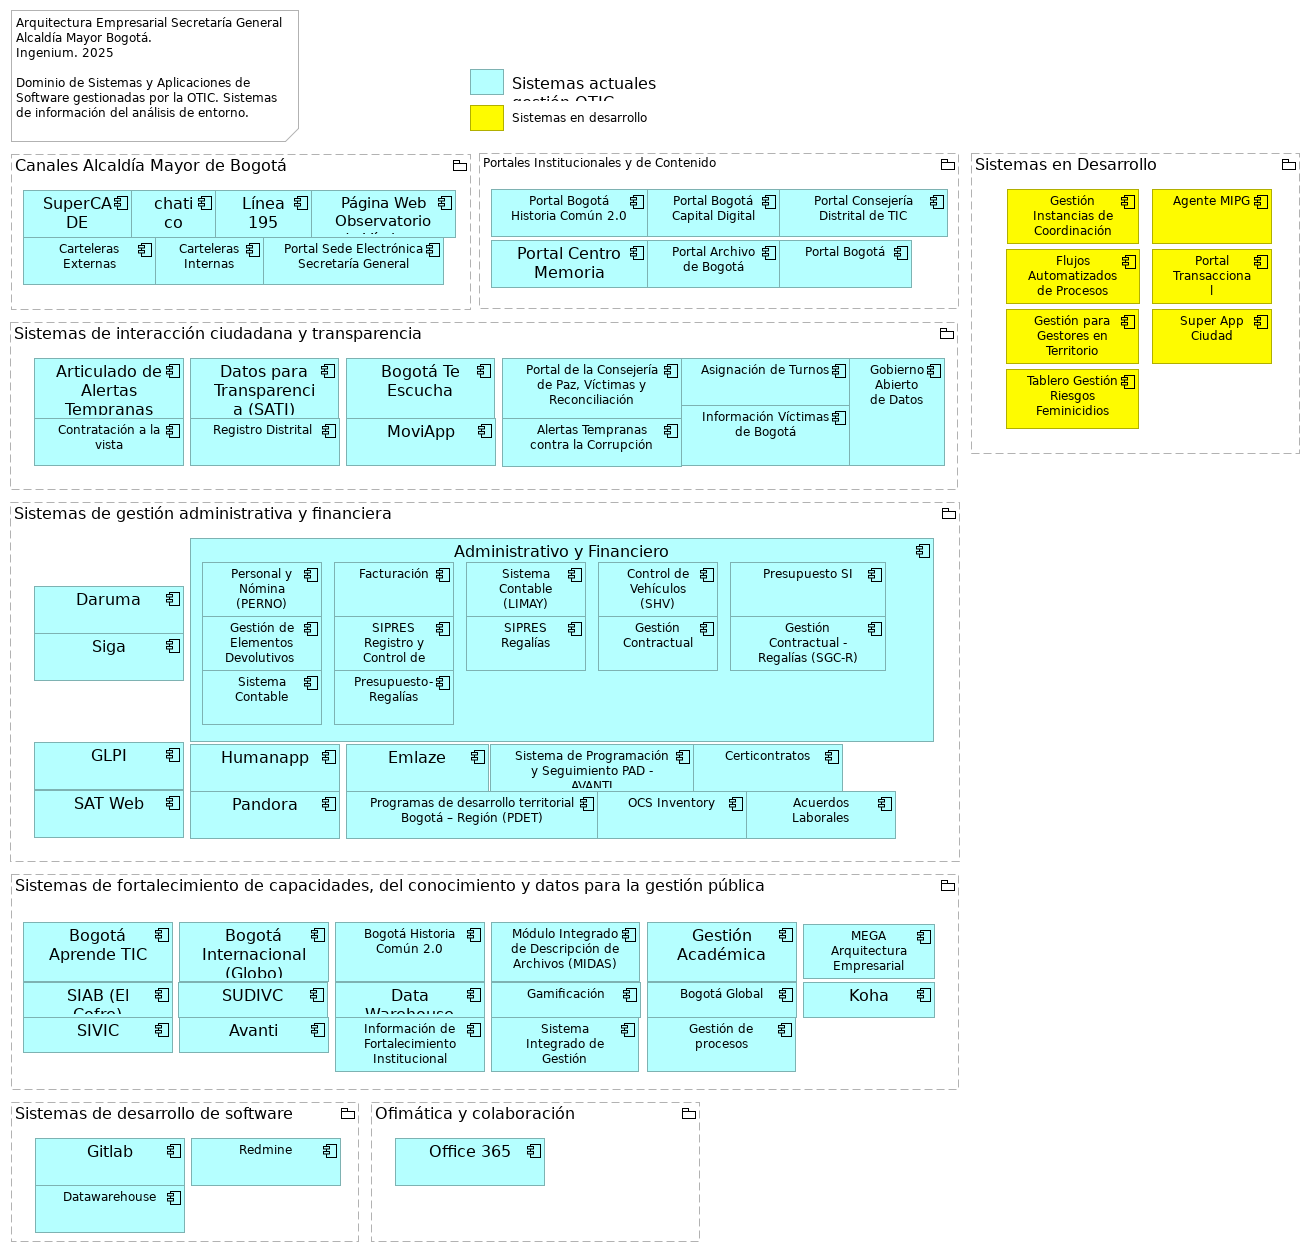 Arquitectura Empresarial Secretaría General
Alcaldía Mayor Bogotá.
Ingenium. 2025
Dominio de Sistemas y Aplicaciones de
Software gestionadas por la OTIC. Sistemas
de información del análisis de entorno.
Sistemas actuales
gestión OTIC
Sistemas en desarrollo
Canales Alcaldía Mayor de Bogotá
SuperCA
DE
chati
co
Línea
195
Página Web
Observatorio
Carteleras
Externas
Carteleras
Internas
Portal Sede Electrónica
Secretaría General
Portales Institucionales y de Contenido
Portal Bogotá
Historia Común 2.0
Portal Bogotá
Capital Digital
Portal Consejería
Distrital de TIC
Portal Centro
Memoria
Portal Archivo
de Bogotá
Portal Bogotá
Sistemas en Desarrollo
Gestión
Instancias de
Coordinación
Agente MIPG
Flujos
Automatizados
de Procesos
Portal
Transacciona
l
Gestión para
Gestores en
Territorio
Super App
Ciudad
Tablero Gestión
Riesgos
Feminicidios
Sistemas de interacción ciudadana y transparencia
Articulado de
Alertas
Tempranas
Datos para
Transparenci
a (SATI)
Bogotá Te
Escucha
Portal de la Consejería
de Paz, Víctimas y
Reconciliación
Asignación de Turnos
Gobierno
Abierto
de Datos
Información Víctimas
de Bogotá
Contratación a la
vista
Registro Distrital
MoviApp
Alertas Tempranas
contra la Corrupción
Sistemas de gestión administrativa y financiera
Administrativo y Financiero
Personal y
Nómina
(PERNO)
Facturación
Sistema
Contable
(LIMAY)
Control de
Vehículos
(SHV)
Presupuesto SI
Gestión de
Elementos
Devolutivos
SIPRES
Registro y
Control de
SIPRES
Regalías
Gestión
Contractual
Gestión
Contractual -
Regalías (SGC-R)
Sistema
Contable
Presupuesto-
Regalías
Daruma
Siga
GLPI
SAT Web
Humanapp
Emlaze
Sistema de Programación
y Seguimiento PAD -
AVANTI
Certicontratos
Pandora
Programas de desarrollo territorial
Bogotá – Región (PDET)
OCS Inventory
Acuerdos
Laborales
Sistemas de fortalecimiento de capacidades, del conocimiento y datos para la gestión pública
Bogotá
Aprende TIC
Bogotá
Internacional
(Globo)
Bogotá Historia
Común 2.0
Módulo Integrado
de Descripción de
Archivos (MIDAS)
Gestión
Académica
MEGA
Arquitectura
Empresarial
SIAB (El
Cofre)
SUDIVC
Data
Warehouse
Gamificación
Bogotá Global
Koha
SIVIC
Avanti
Información de
Fortalecimiento
Institucional
Sistema
Integrado de
Gestión
Gestión de
procesos
Sistemas de desarrollo de software
Gitlab
Redmine
Datawarehouse
Ofimática y colaboración
Office 365